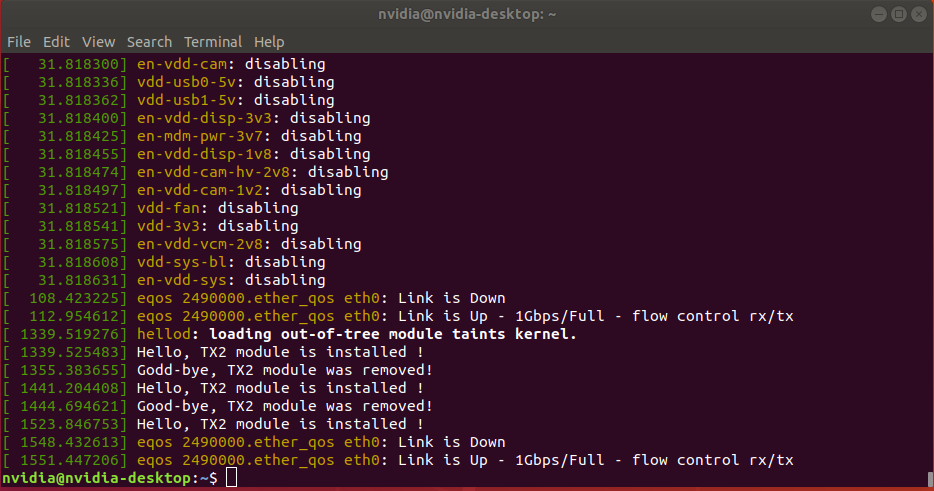 nvidia@nvidia-desktop: ~
File Edit View Search Terminal Help
[   31.818300] en-vdd-cam: disabling
[   31.818336] vdd-usb0-5v: disabling
[   31.818362] vdd-usb1-5v: disabling
[   31.818400] en-vdd-disp-3v3: disabling
[   31.818425] en-mdm-pwr-3v7: disabling
[   31.818455] en-vdd-disp-1v8: disabling
[   31.818474] en-vdd-cam-hv-2v8: disabling
[   31.818497] en-vdd-cam-1v2: disabling
[   31.818521] vdd-fan: disabling
[   31.818541] vdd-3v3: disabling
[   31.818575] en-vdd-vcm-2v8: disabling
[   31.818608] vdd-sys-bl: disabling
[   31.818631] en-vdd-sys: disabling
[  108.423225] eqos 2490000.ether_qos eth0: Link is Down
[  112.954612] eqos 2490000.ether_qos eth0: Link is Up - 1Gbps/Full - flow control rx/tx
[ 1339.519276] hellod: loading out-of-tree module taints kernel.
[ 1339.525483] Hello, TX2 module is installed !
[ 1355.383655] Godd-bye, TX2 module was removed!
[ 1441.204408] Hello, TX2 module is installed !
[ 1444.694621] Good-bye, TX2 module was removed!
[ 1523.846753] Hello, TX2 module is installed !
[ 1548.432613] eqos 2490000.ether_qos eth0: Link is Down
[ 1551.447206] eqos 2490000.ether_qos eth0: Link is Up - 1Gbps/Full - flow control rx/tx
nvidia@nvidia-desktop:~$